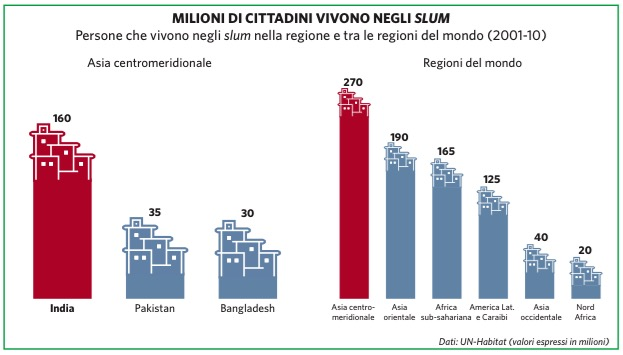 MILIONI DI CITTADINI VIVONO NEGLI SLUM
Persone che vivono negli slum nella regione e tra le regioni del mondo (2001-10)
Asia centromeridionale
160
35
30
India
Pakistan
Bangladesh
Regioni del mondo
270
190
165
125
40
20
Asia centro-
meridionale
Asia
orientale
Africa
sub-sahariana
America Lat.
e Caraibi
Asia
occidentale
Nord
Africa
Dati: UN-Habitat (valori espressi in milioni)